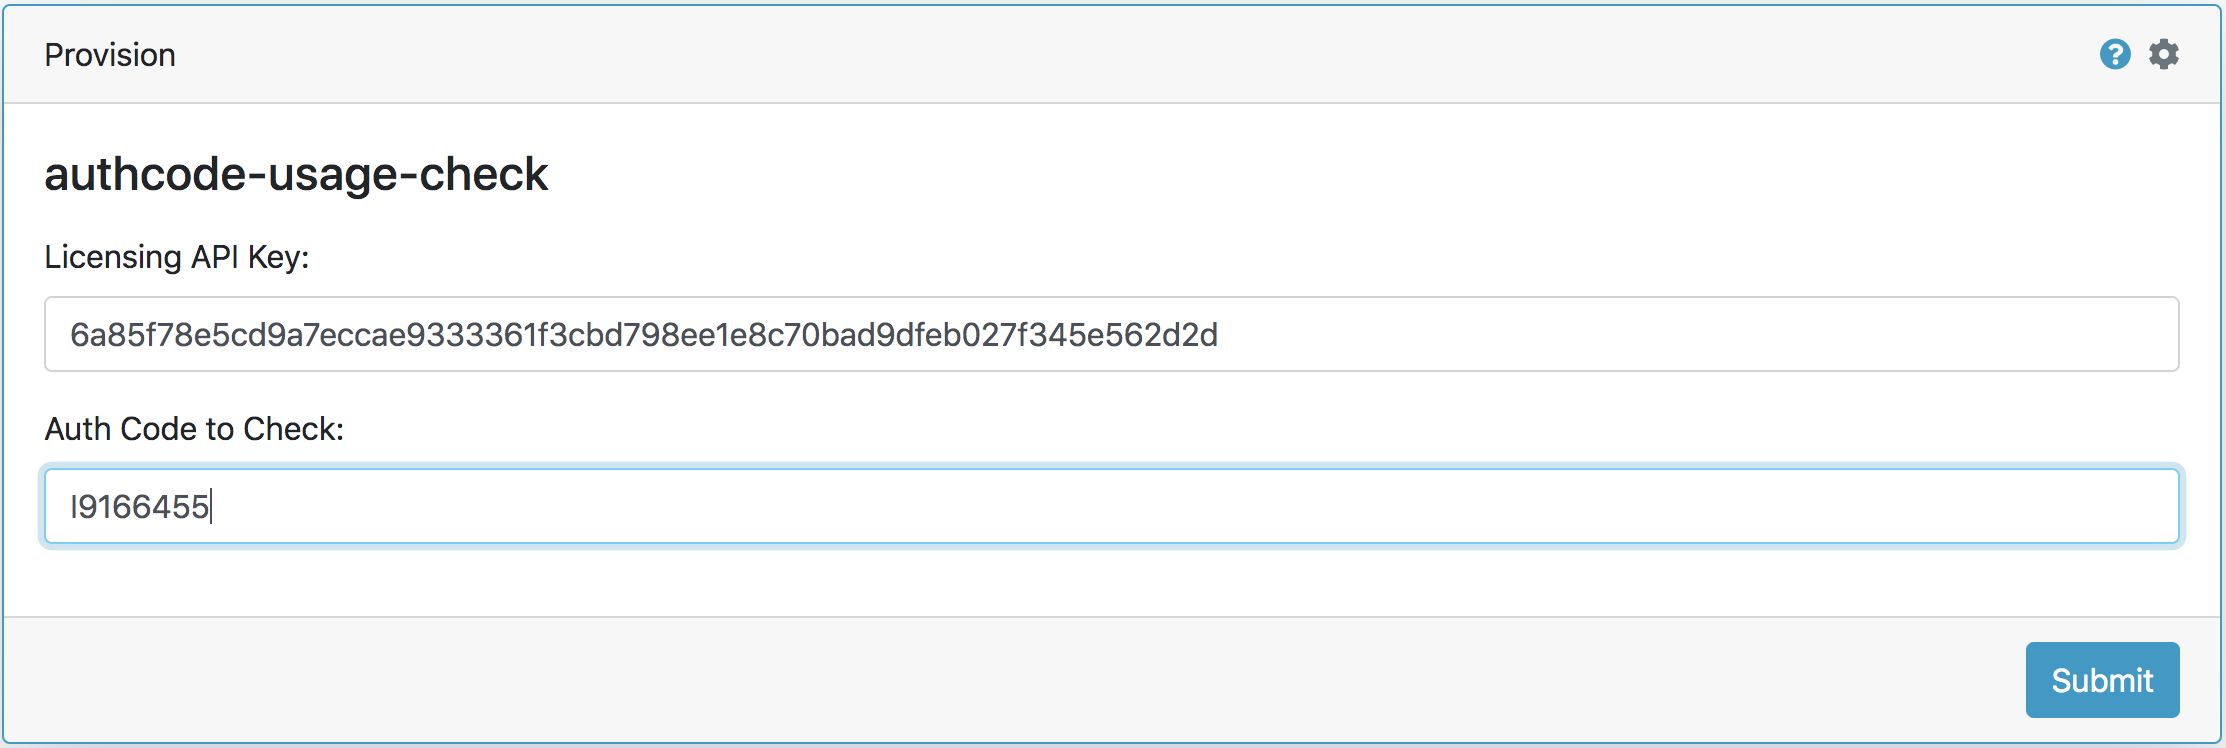 Provision
authcode-usage-check
Licensing API Key:
6a85f78e5cd9a7eccae9333361f3cbd798ee1e8c70bad9dfeb027f345e562d2d
Auth Code to Check:
I9166455
Submit